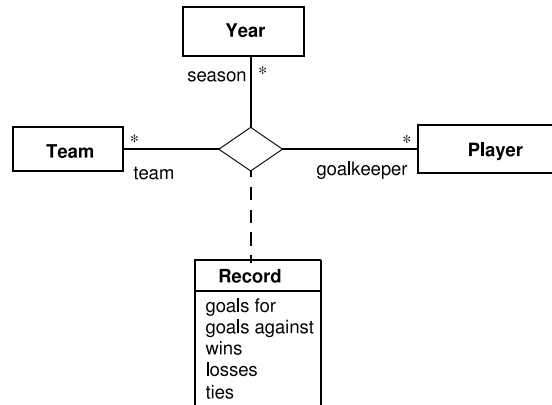 Year
season *
Team
*
team
*
goalkeeper
Player
Record
goals for
goals against
wins
losses
ties